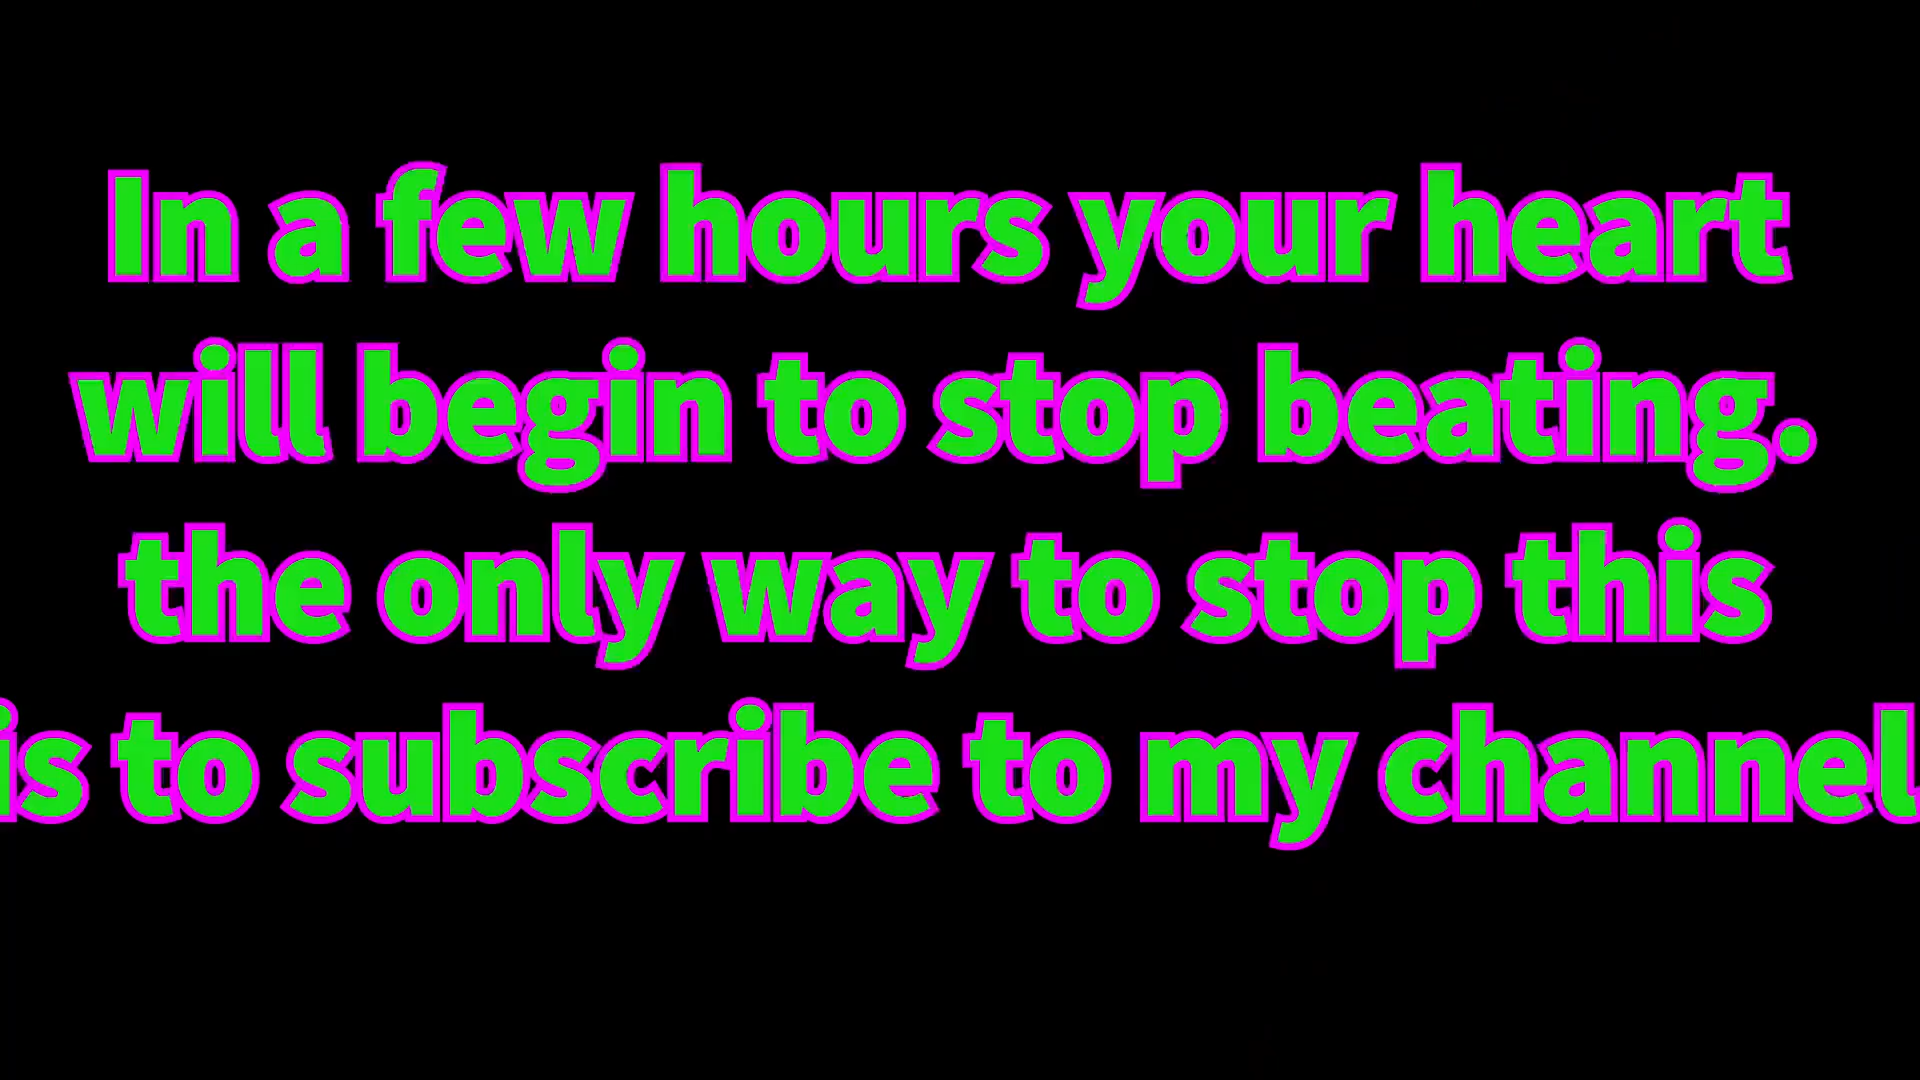 In a few hours your heart
will begin to stop beating.
the only way to stop this
is to subscribe to my channel